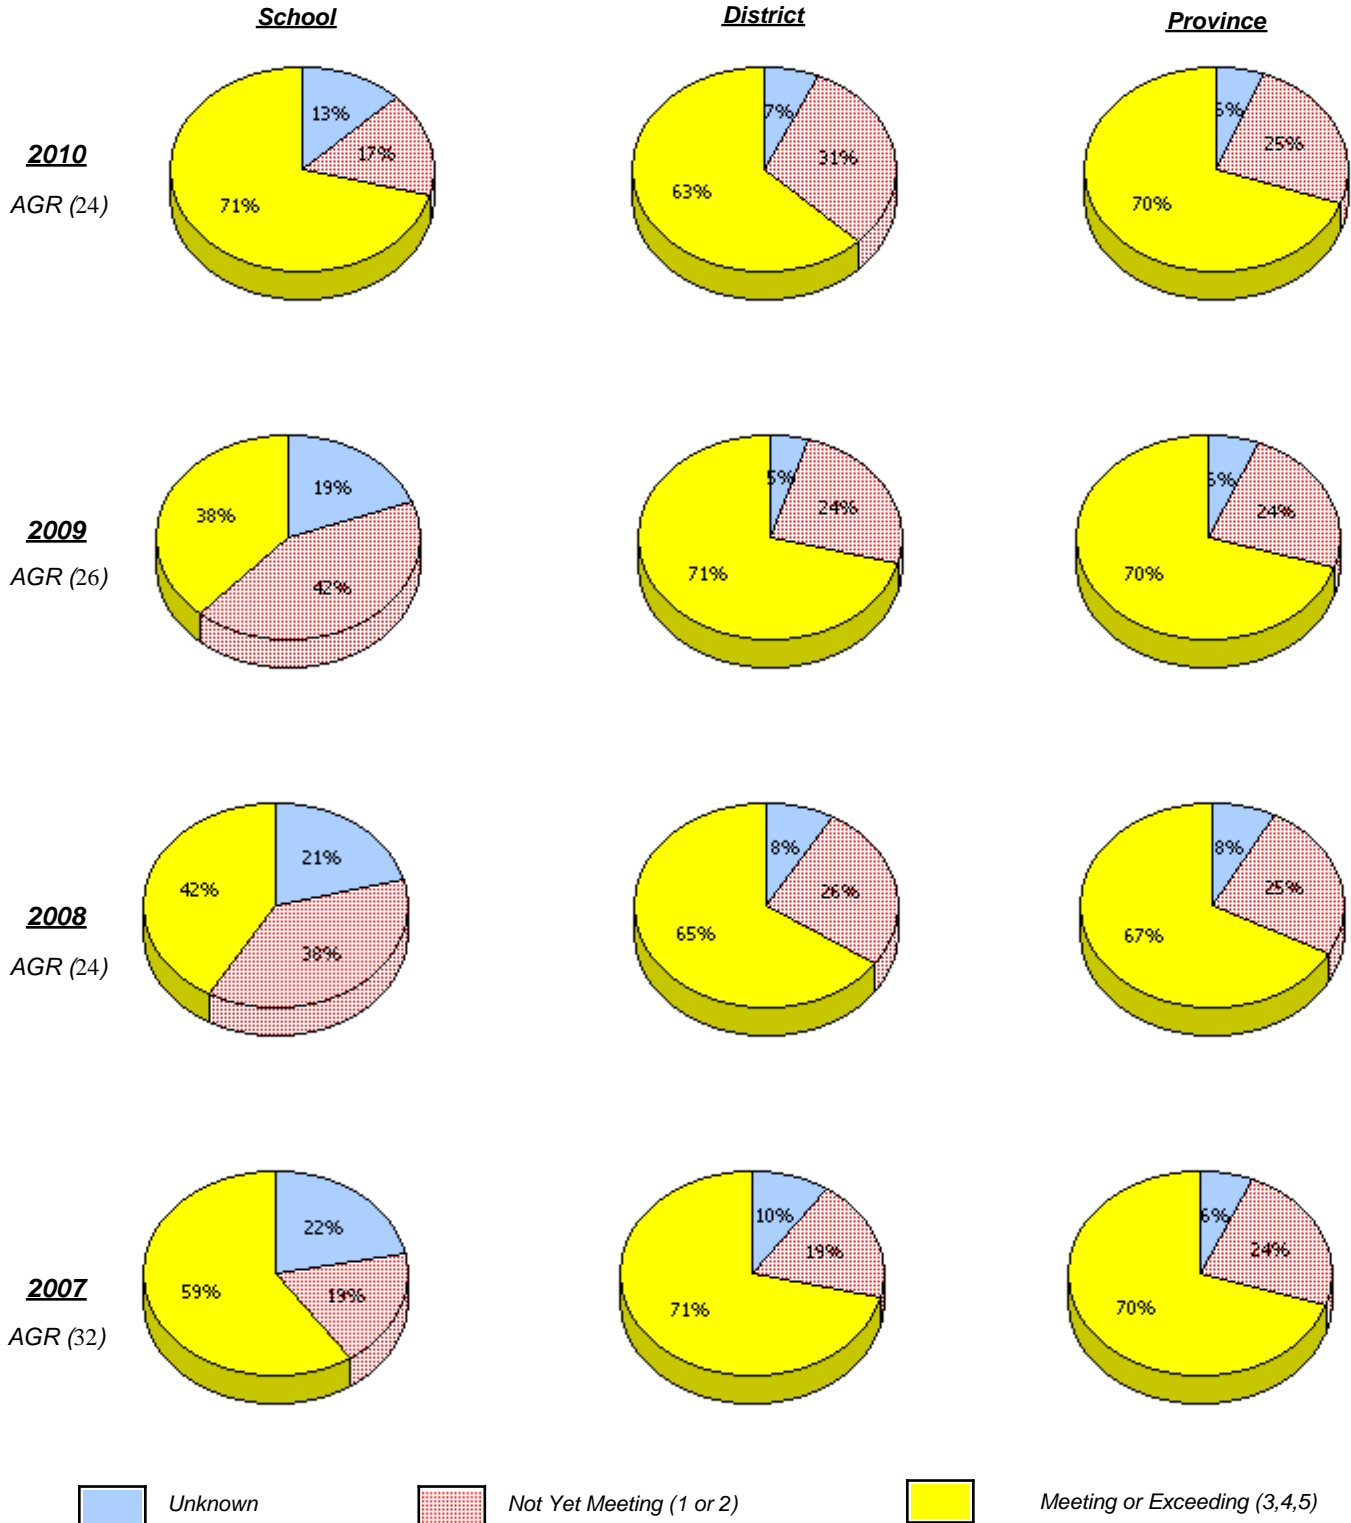 School District Province
13% 17% 71%
7% 31% 63%
25% 70%
2010
AGR (24)
19% 42% 38%
5% 24% 71%
24% 70%
2009
AGR (26)
21% 38% 42%
8% 26% 65%
8% 25% 67%
2008
AGR (24)
22% 19% 59%
10% 19% 71%
6% 24% 70%
2007
AGR (32)
Unknown Not Yet Meeting (1 or 2) Meeting or Exceeding (3,4,5)